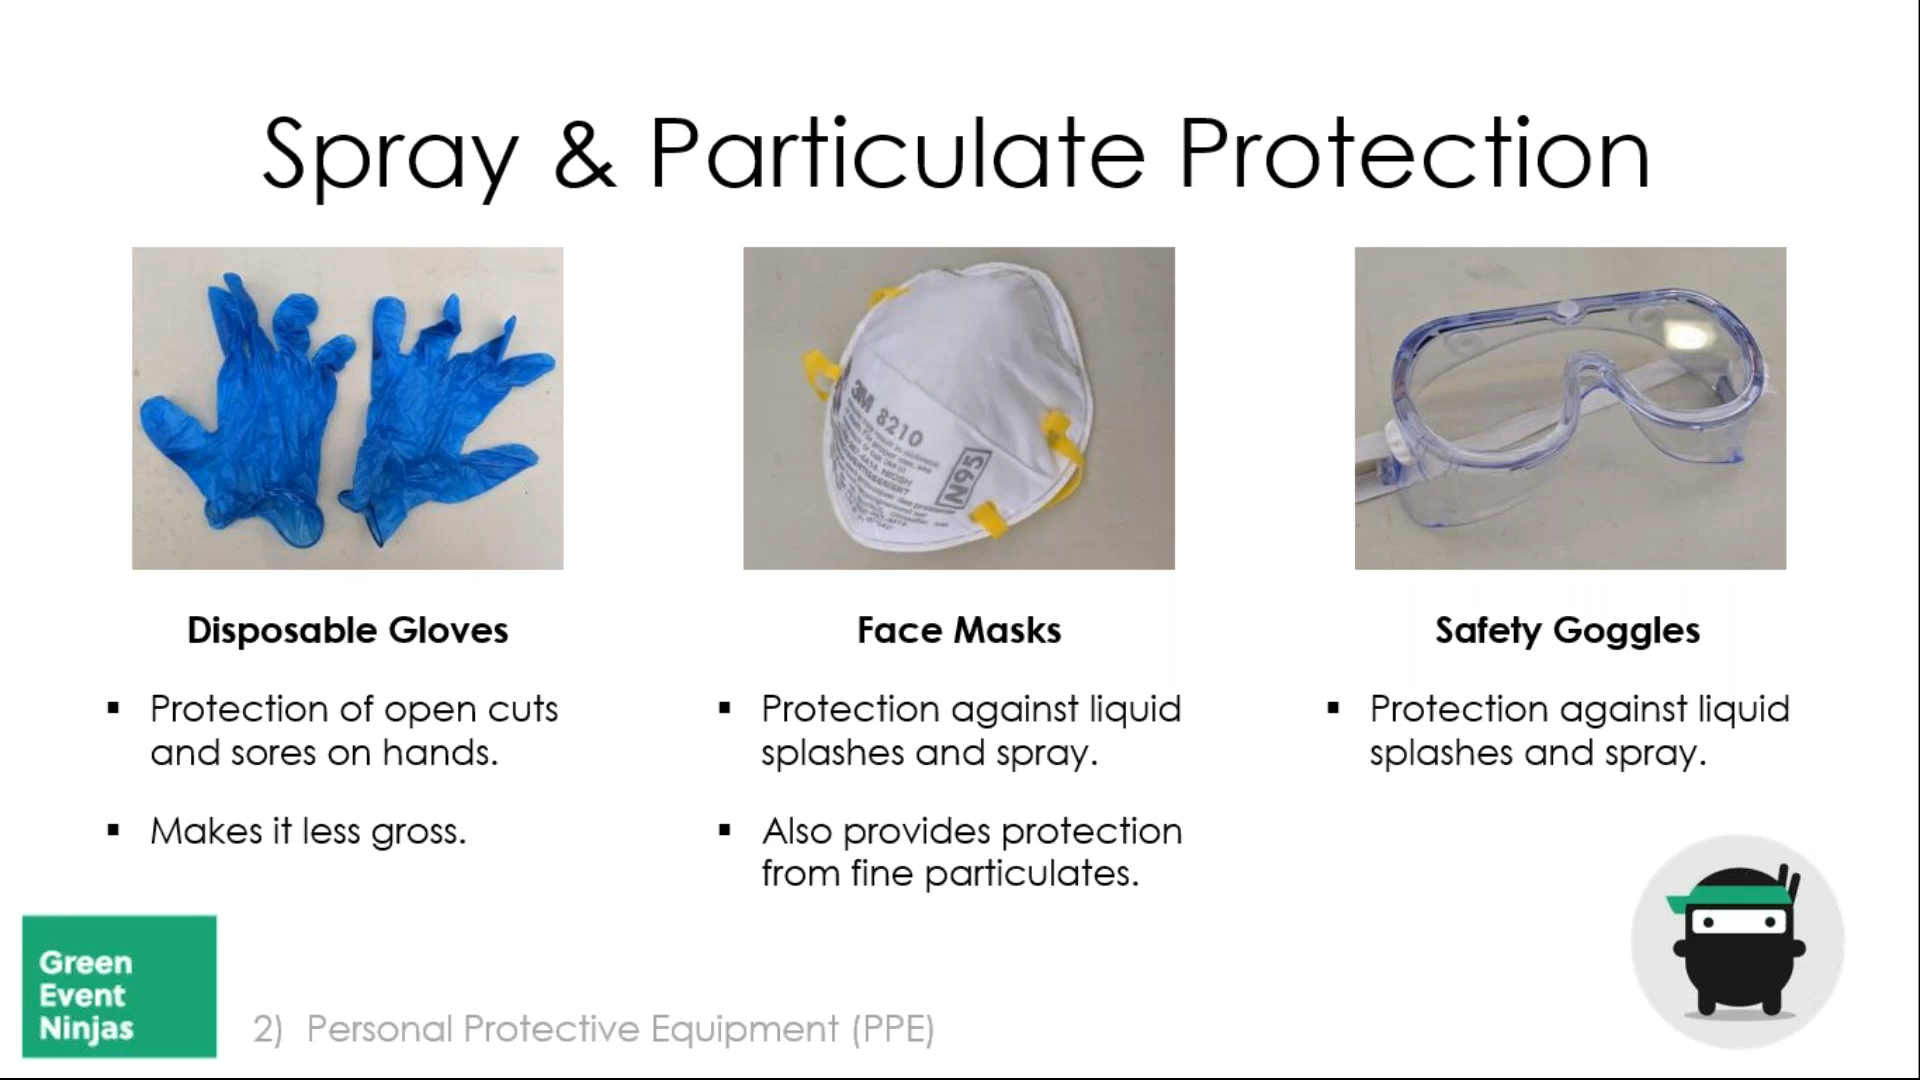 Spray & Particulate Protection
3M 8210
N95
Disposable Gloves
▪ Protection of open cuts
and sores on hands.
▪ Makes it less gross.
Face Masks
▪ Protection against liquid
splashes and spray.
▪ Also provides protection
from fine particulates.
Safety Goggles
▪ Protection against liquid
splashes and spray.
Green
Event
Ninjas
2) Personal Protective Equipment (PPE)